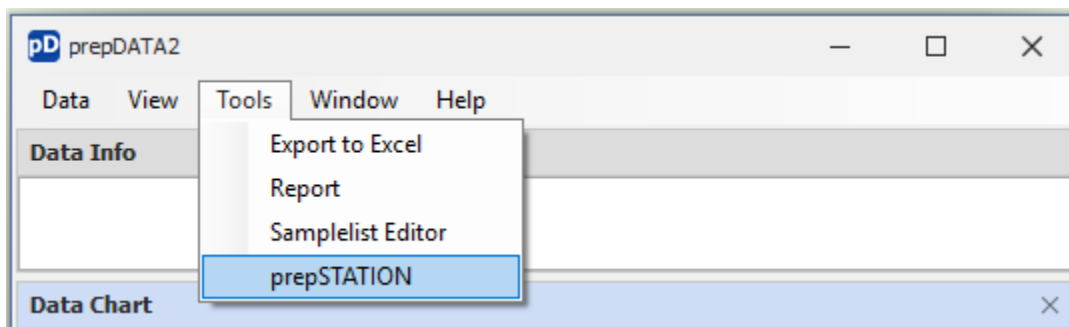 pD prepDATA2
Data View Tools Window Help
Data Info
Export to Excel
Report
Samplelist Editor
prepSTATION
Data Chart